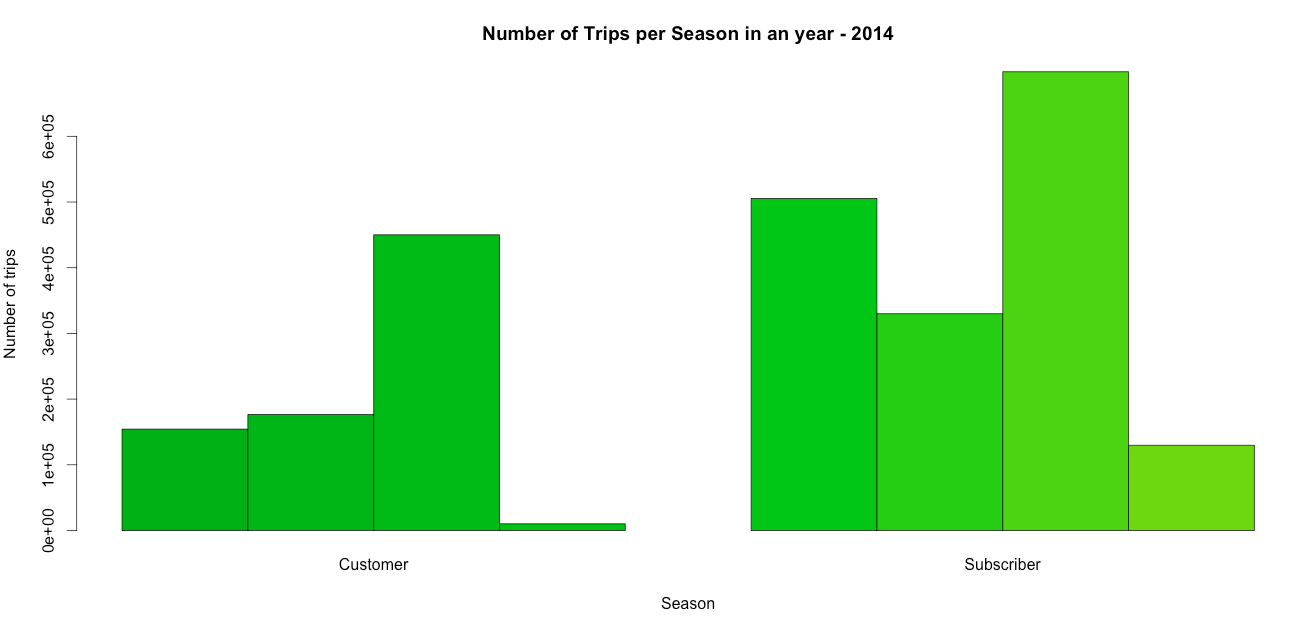 Number of Trips per Season in an year - 2014
Number of trips
6e+05
5e+05
4e+05
3e+05
2e+05
1e+05
0e+00
Customer
Subscriber
Season